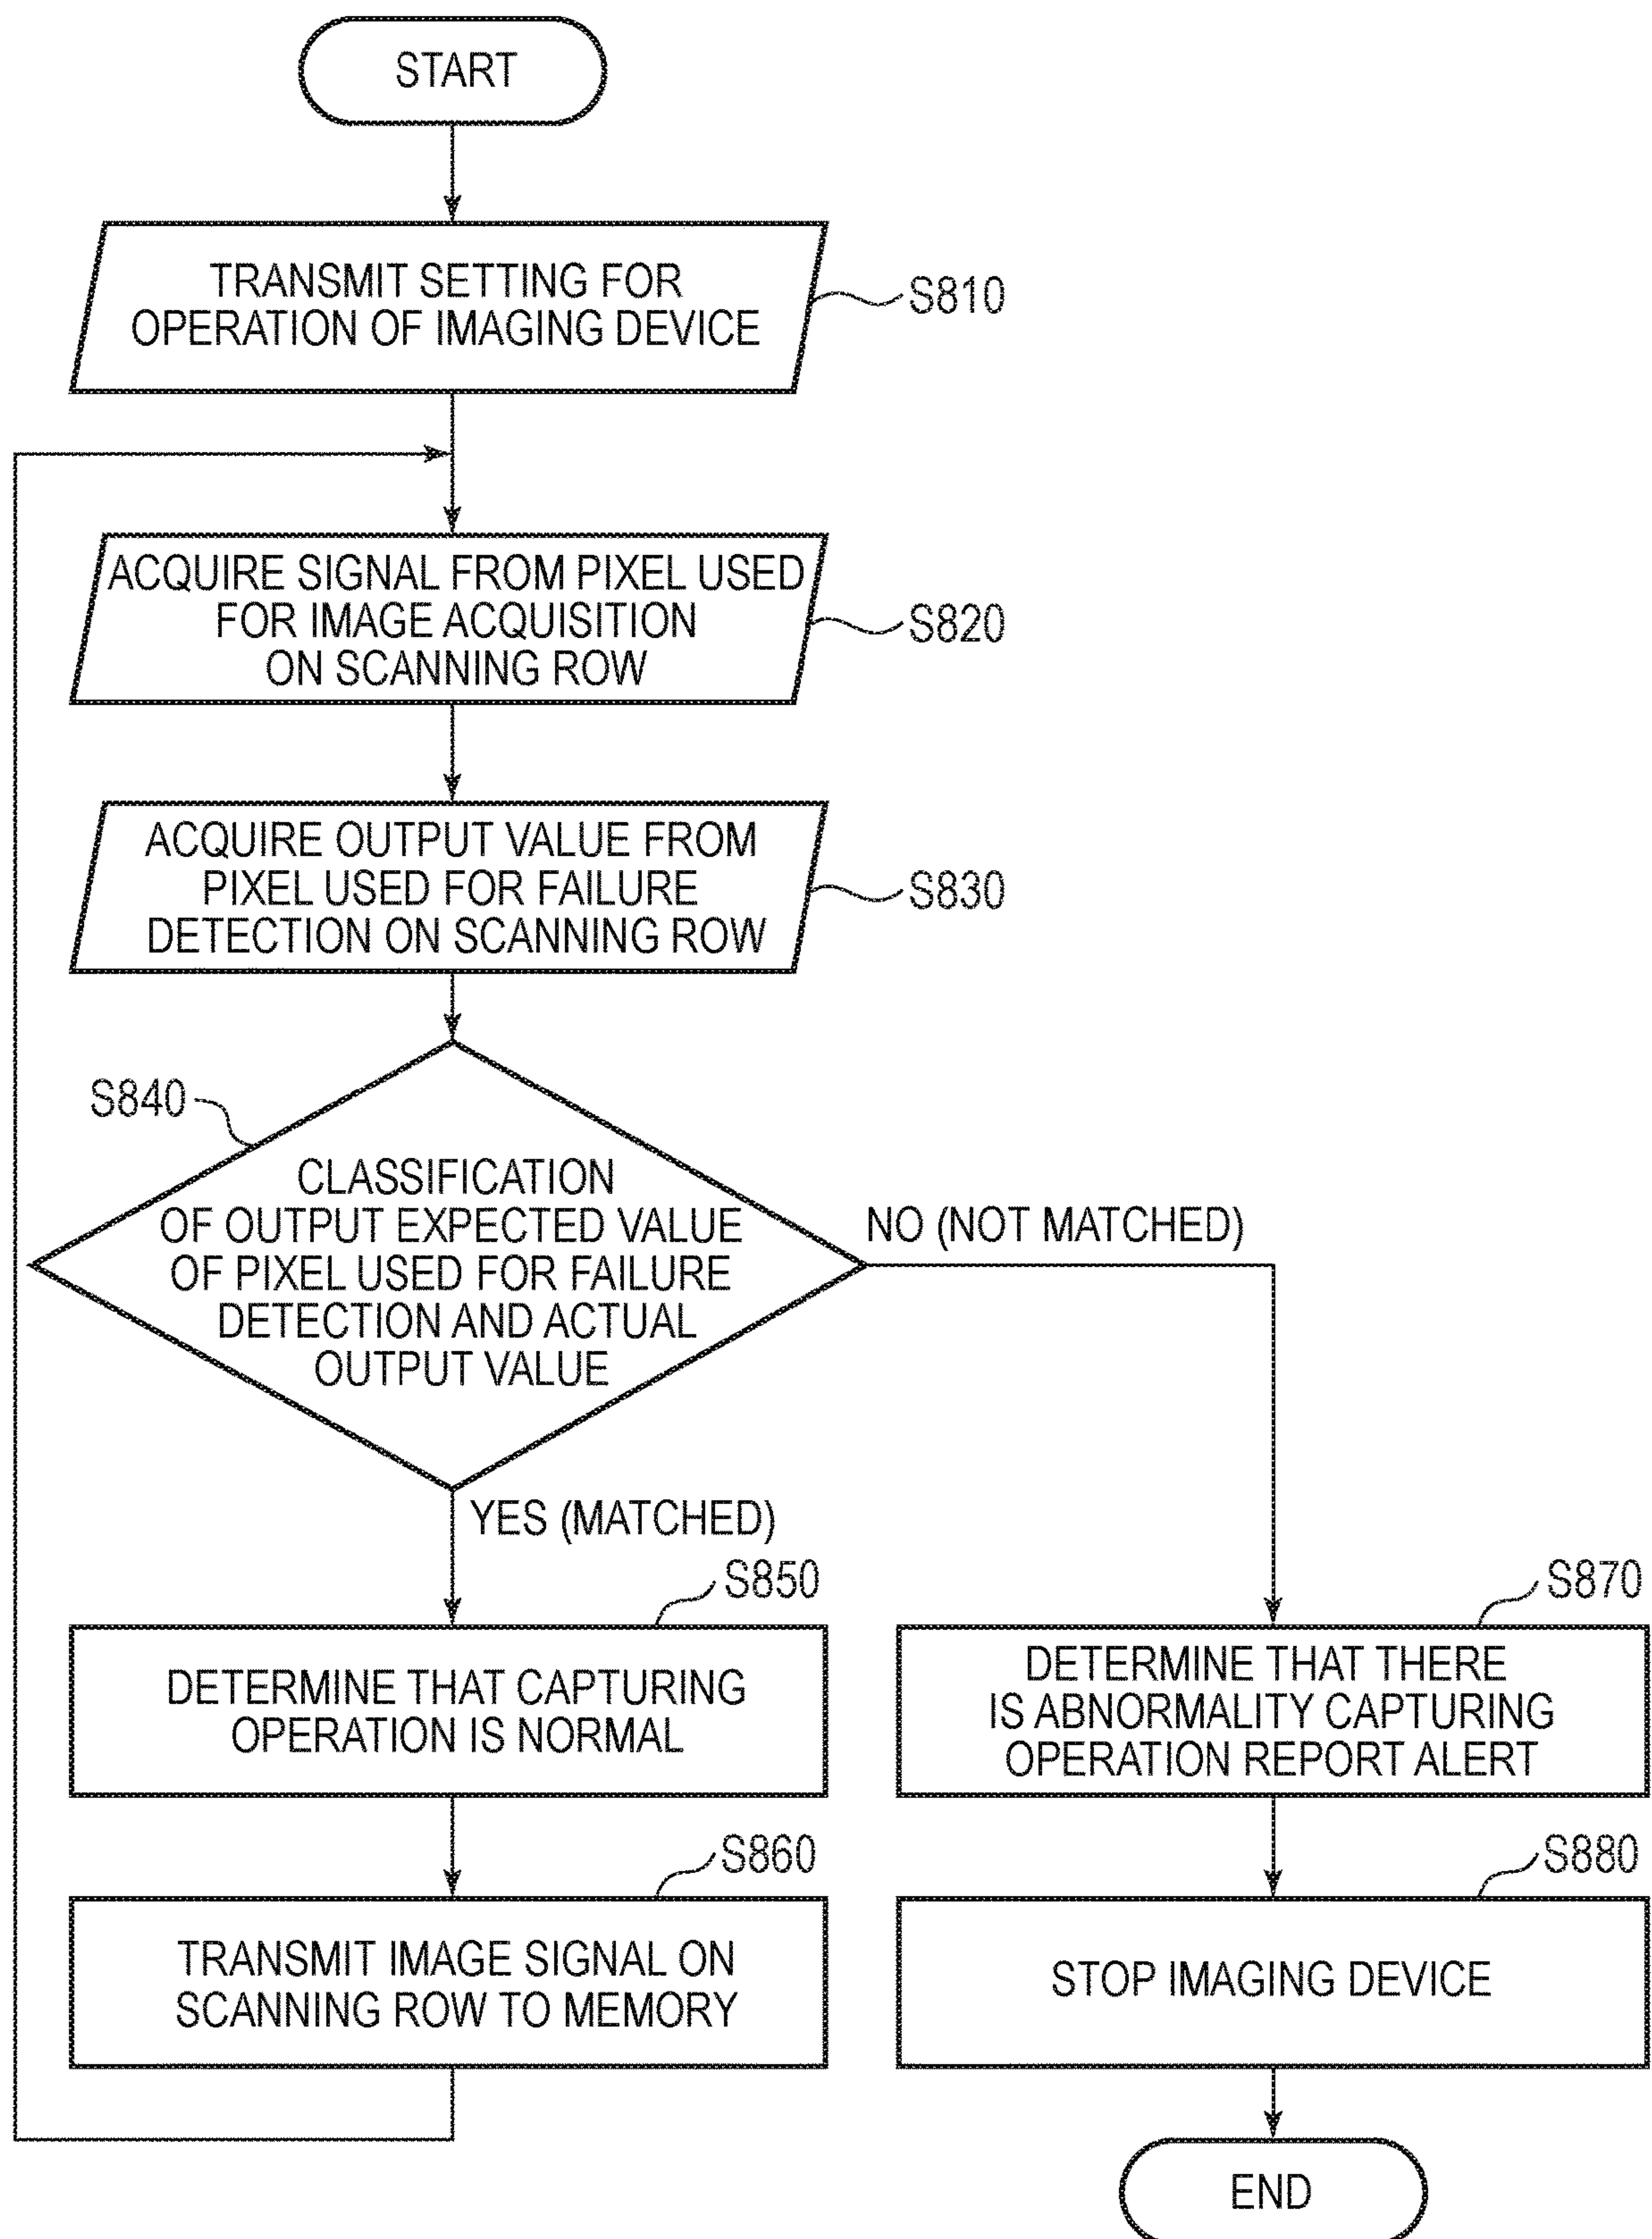 START
TRANSMIT SETTING FOR
OPERATION OF IMAGING DEVICE
S810
ACQUIRE SIGNAL FROM PIXEL USED
FOR IMAGE ACQUISITION
ON SCANNING ROW
S820
ACQUIRE OUTPUT VALUE FROM
PIXEL USED FOR FAILURE
DETECTION ON SCANNING ROW
S830
S840
CLASSIFICATION
OF OUTPUT EXPECTED VALUE
OF PIXEL USED FOR FAILURE
DETECTION AND ACTUAL
OUTPUT VALUE
NO (NOT MATCHED)
YES (MATCHED)
S850
DETERMINE THAT CAPTURING
OPERATION IS NORMAL
S870
DETERMINE THAT THERE
IS ABNORMALITY CAPTURING
OPERATION REPORT ALERT
S860
TRANSMIT IMAGE SIGNAL ON
SCANNING ROW TO MEMORY
S880
STOP IMAGING DEVICE
END